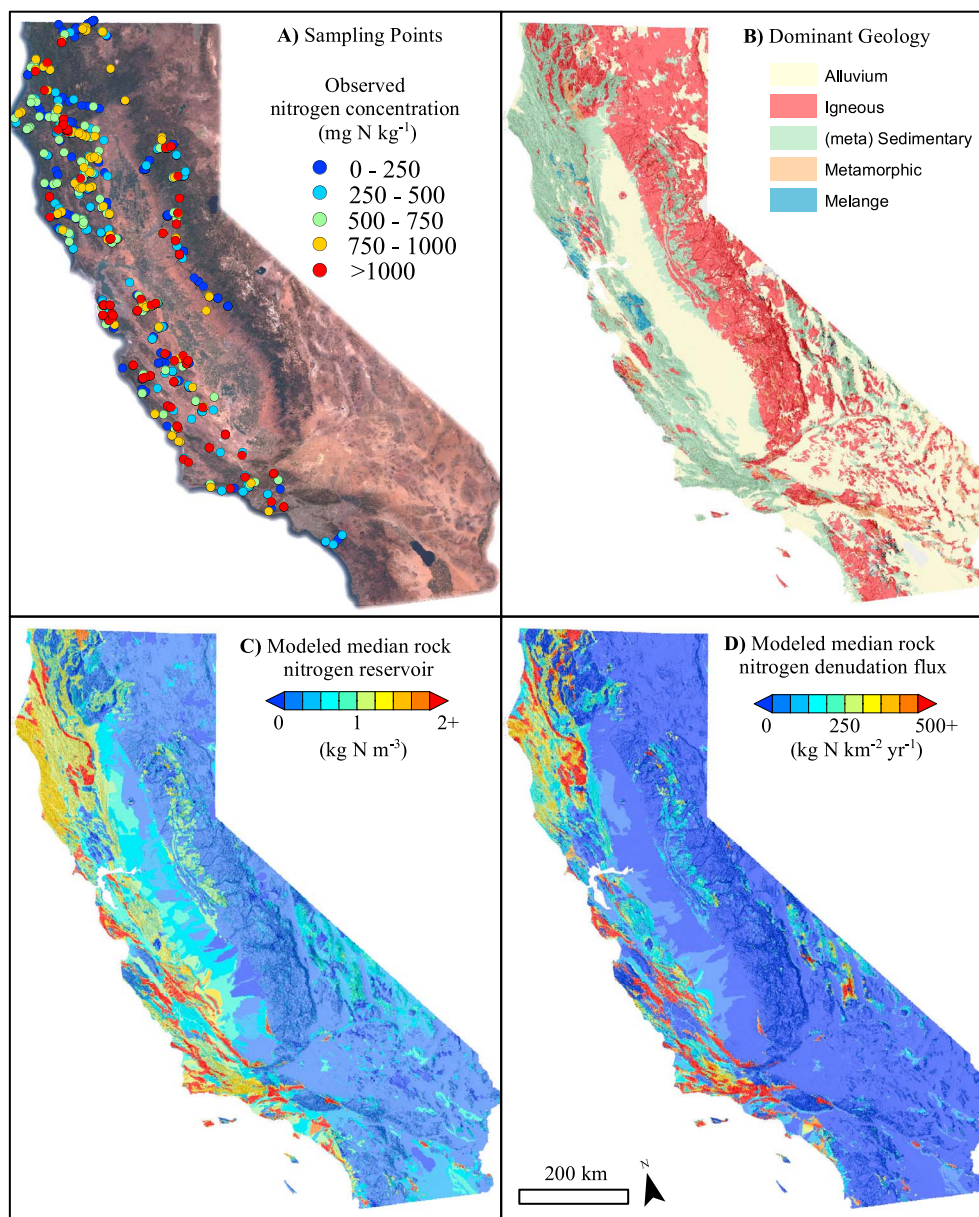 A) Sampling Points
Observed
nitrogen concentration
(mg N kg⁻¹)
0 - 250
250 - 500
500 - 750
750 - 1000
>1000
B) Dominant Geology
Alluvium
Igneous
(meta) Sedimentary
Metamorphic
Melange
C) Modeled median rock
nitrogen reservoir
0 1 2+
(kg N m⁻³)
D) Modeled median rock
nitrogen denudation flux
0 250 500+
(kg N km⁻² yr⁻¹)
200 km
N